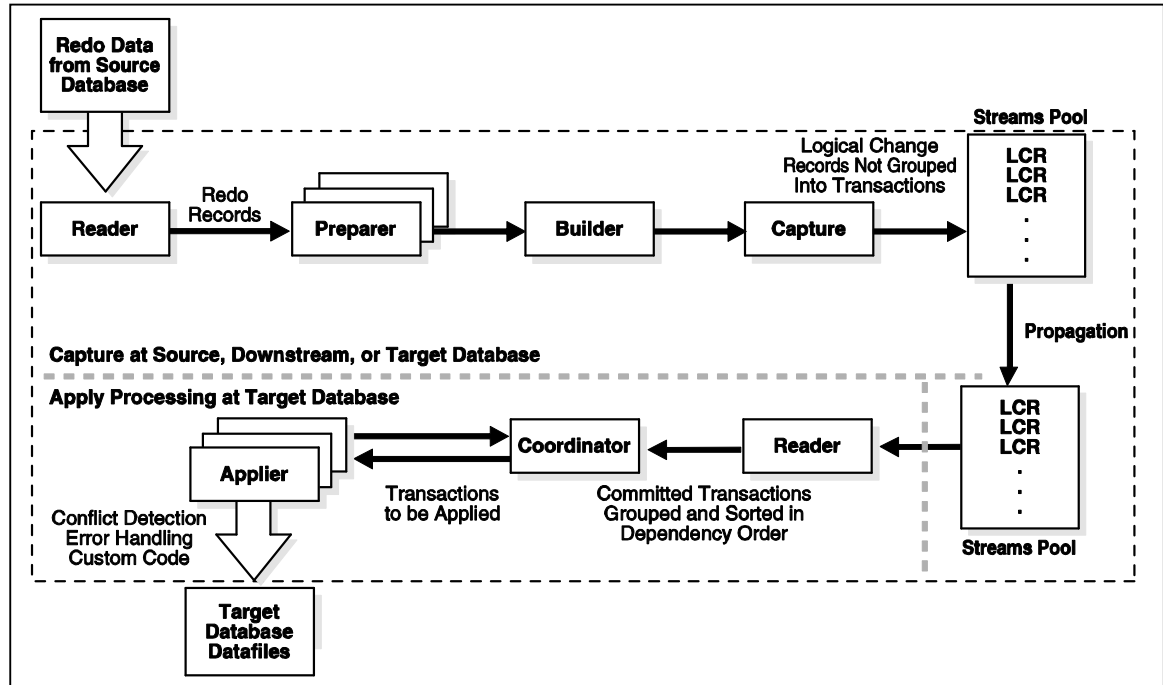 Redo Data
from Source
Database
Streams Pool
LCR
LCR
LCR
.
.
.
Logical Change
Records Not Grouped
Into Transactions
Redo
Records
Reader
Preparer
Builder
Capture
Propagation
Capture at Source, Downstream, or Target Database
Apply Processing at Target Database
LCR
LCR
LCR
.
.
.
Streams Pool
Applier
Coordinator
Reader
Transactions
to be Applied
Committed Transactions
Grouped and Sorted in
Dependency Order
Conflict Detection
Error Handling
Custom Code
Target
Database
Datafiles